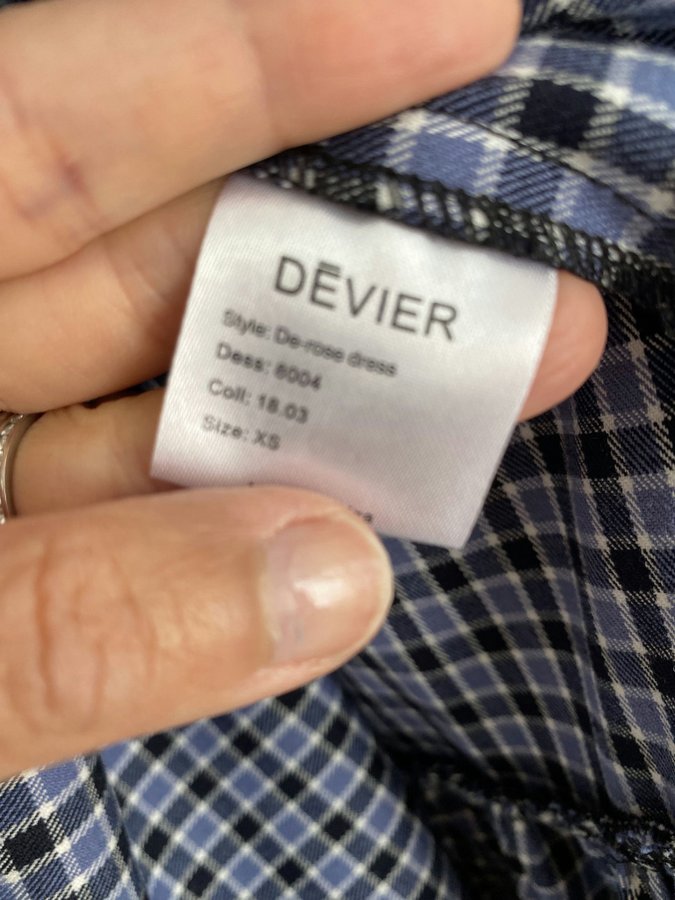 DĒVIER
Style: De-rose dress
Dess: 8004
Coll: 18.03
Size: XS